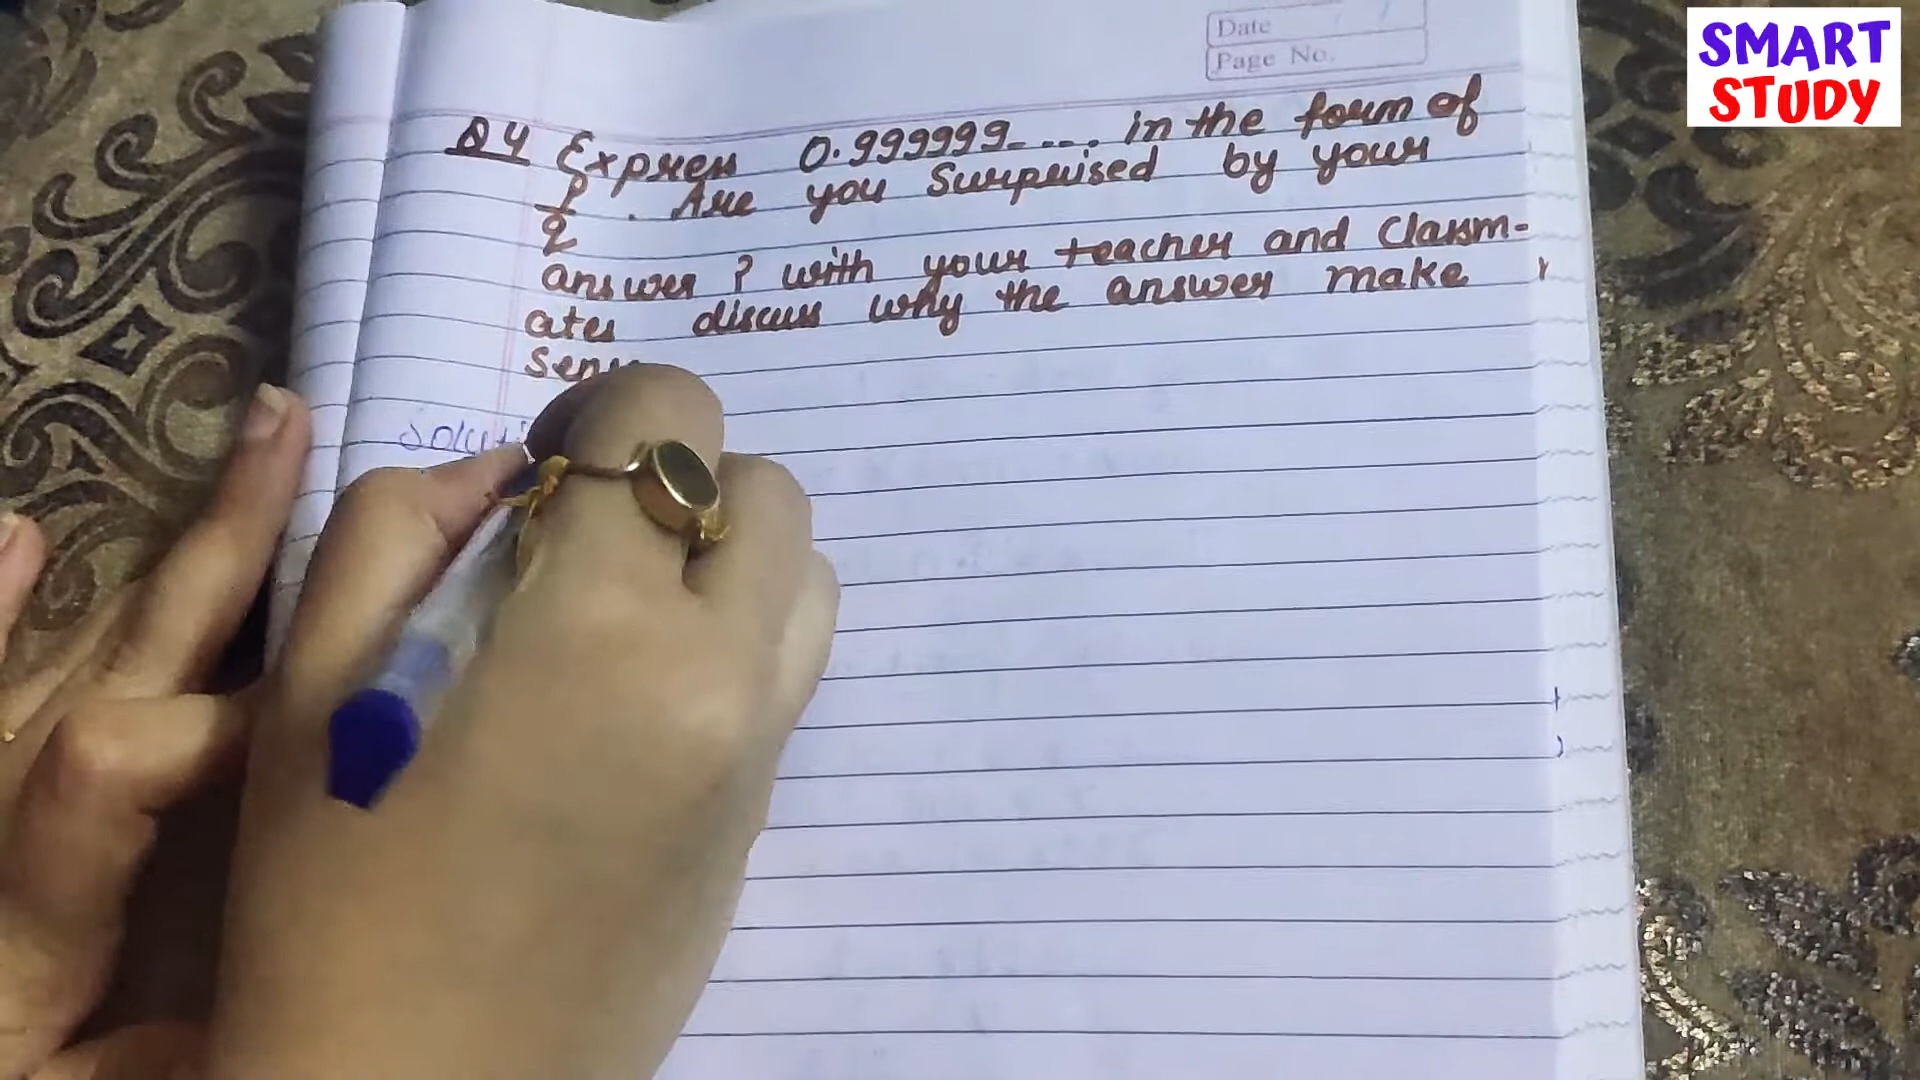 Date
Page No.
SMART
STUDY
Q4 Express 0.999999.... in the form of
p/q . Are you Surprised by your
answer ? with your teacher and Classm-
ates discuss why the answer make